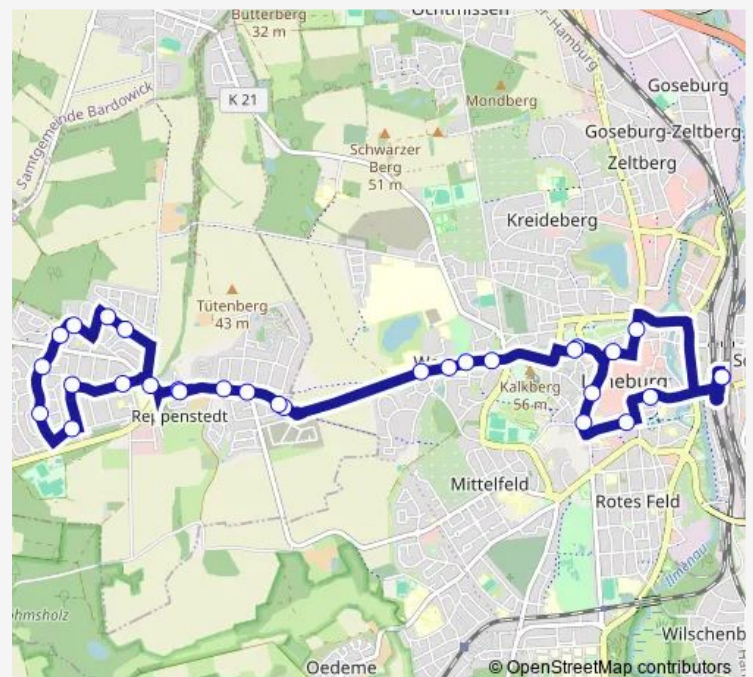 Butterberg
32 m
K 21
Samtgemeinde Bardowick
Mondberg
Schwarzer
Berg
51 m
Goseburg
Goseburg-Zeltberg
Zeltberg
Kreideberg
Tütenberg
43 m
Kalkberg
56 m
Mittelfeld
Rotes Feld
Ilmenau
Wilschenb
Oedeme
© OpenStreetMap contributors